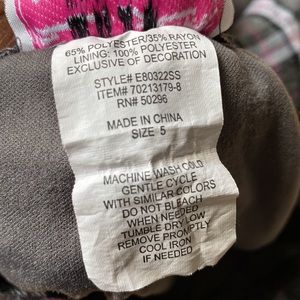 65% POLYESTER/35% RAYON
LINING: 100% POLYESTER
EXCLUSIVE OF DECORATION
STYLE# E80322SS
ITEM# 70213179-8
RN# 50296
MADE IN CHINA
SIZE 5
MACHINE WASH COLD
GENTLE CYCLE
WITH SIMILAR COLORS
DO NOT BLEACH
WHEN NEEDED
TUMBLE DRY LOW
REMOVE PROMPTLY
COOL IRON
IF NEEDED